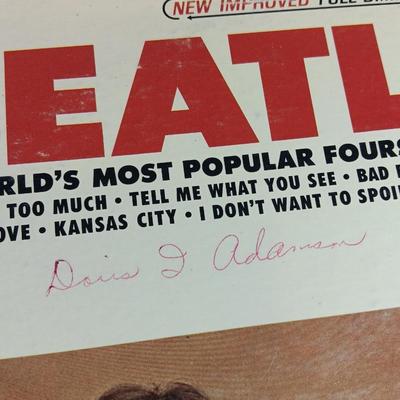 NEW IMPROVED FULL
EATL
RLD'S MOST POPULAR FOURS
TOO MUCH • TELL ME WHAT YOU SEE • BAD
OVE • KANSAS CITY • I DON'T WANT TO SPOI
Doris I. Adamson